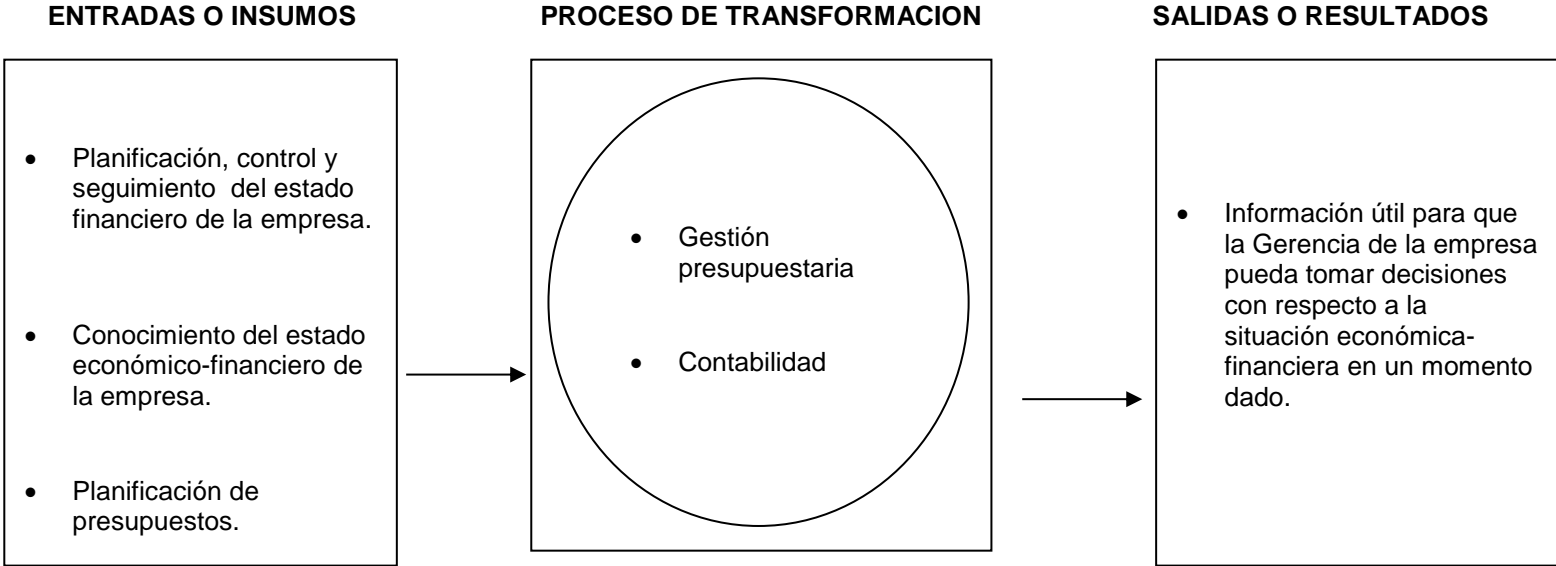 ENTRADAS O INSUMOS
PROCESO DE TRANSFORMACION
SALIDAS O RESULTADOS
• Planificación, control y
seguimiento del estado
financiero de la empresa.
• Conocimiento del estado
económico-financiero de
la empresa.
• Planificación de
presupuestos.
• Gestión
presupuestaria
• Contabilidad
• Información útil para que
la Gerencia de la empresa
pueda tomar decisiones
con respecto a la
situación económica-
financiera en un momento
dado.